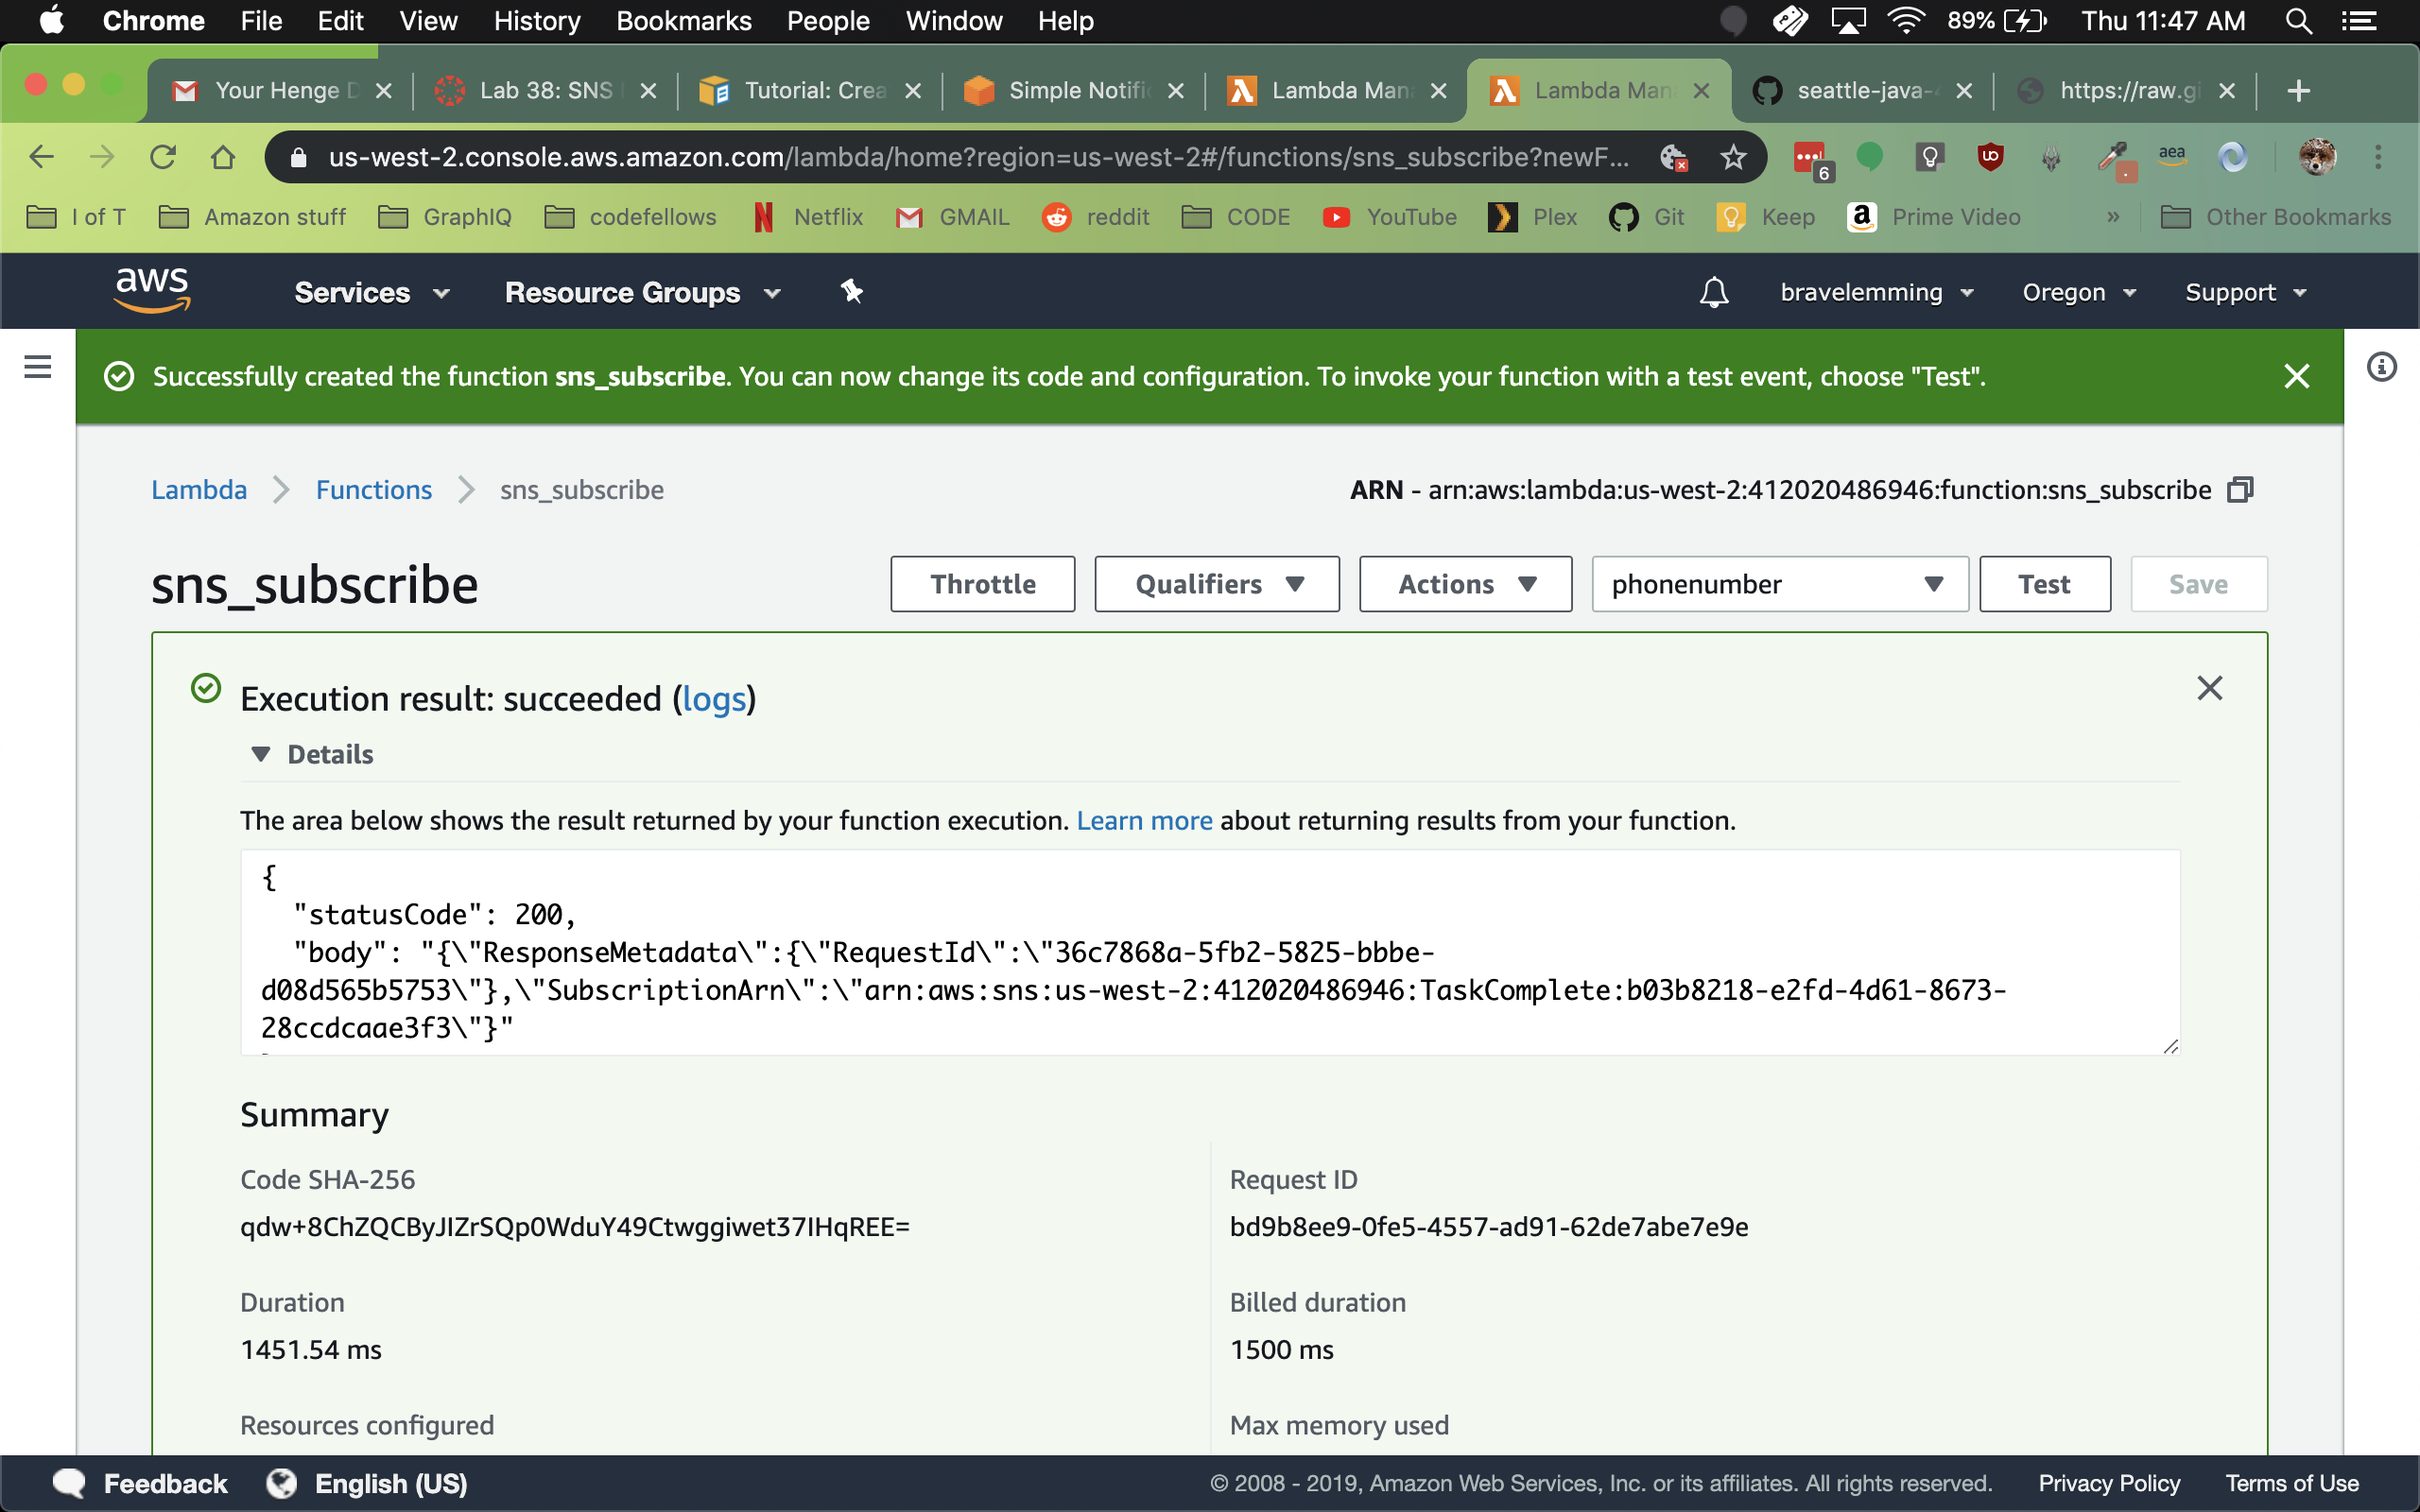 Chrome File Edit View History Bookmarks People Window Help 89% Thu 11:47 AM
Your Henge D Lab 38: SNS Tutorial: Crea Simple Notific Lambda Man Lambda Man seattle-java- https://raw.gi
us-west-2.console.aws.amazon.com/lambda/home?region=us-west-2#/functions/sns_subscribe?newF... 6 aea
I of T Amazon stuff GraphIQ codefellows Netflix GMAIL reddit CODE YouTube Plex Git Keep Prime Video » Other Bookmarks
aws Services Resource Groups bravelemming Oregon Support
Successfully created the function sns_subscribe. You can now change its code and configuration. To invoke your function with a test event, choose "Test".
Lambda Functions sns_subscribe ARN - arn:aws:lambda:us-west-2:412020486946:function:sns_subscribe
sns_subscribe Throttle Qualifiers Actions phonenumber Test Save
Execution result: succeeded (logs)
Details
The area below shows the result returned by your function execution. Learn more about returning results from your function.
{
"statusCode": 200,
"body": "{\"ResponseMetadata\":{\"RequestId\":\"36c7868a-5fb2-5825-bbbe-
d08d565b5753\"},\"SubscriptionArn\":\"arn:aws:sns:us-west-2:412020486946:TaskComplete:b03b8218-e2fd-4d61-8673-
28ccdcaae3f3\"}"
Summary
Code SHA-256 Request ID
qdw+8ChZQCByJIZrSQp0WduY49Ctwggiwet37IHqREE= bd9b8ee9-0fe5-4557-ad91-62de7abe7e9e
Duration Billed duration
1451.54 ms 1500 ms
Resources configured Max memory used
Feedback English (US) © 2008 - 2019, Amazon Web Services, Inc. or its affiliates. All rights reserved. Privacy Policy Terms of Use